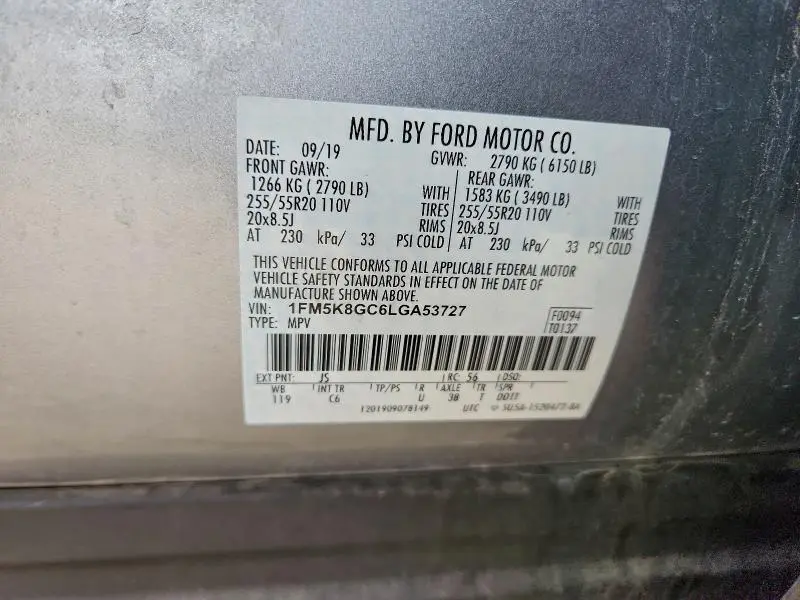 MFD. BY FORD MOTOR CO.
DATE: 09/19 GVWR: 2790 KG ( 6150 LB)
FRONT GAWR: REAR GAWR:
1266 KG ( 2790 LB) WITH 1583 KG ( 3490 LB) WITH
255/55R20 110V TIRES 255/55R20 110V TIRES
20x8.5J RIMS 20x8.5J RIMS
AT 230 kPa/ 33 PSI COLD AT 230 kPa/ 33 PSI COLD
THIS VEHICLE CONFORMS TO ALL APPLICABLE FEDERAL MOTOR
VEHICLE SAFETY STANDARDS IN EFFECT ON THE DATE OF
MANUFACTURE SHOWN ABOVE.
VIN: 1FM5K8GC6LGA53727 F0094
TYPE: MPV T0137
EXT PNT: JS RC: 56 DSO:
WB INT TR TP/PS R AXLE TR SPR
119 C6 U 38 T DOTT
1201909078149 UTC